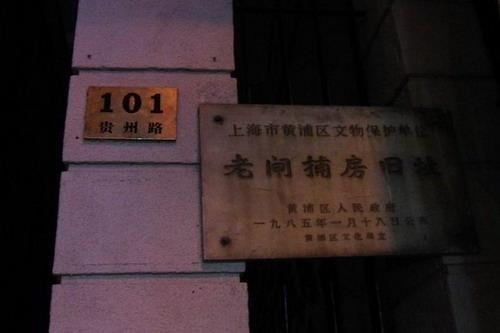 101
贵州路
上海市黄浦区文物保护单位
老闸捕房旧址
黄浦区人民政府
一九八五年一月十八日公布
黄浦区文化局立